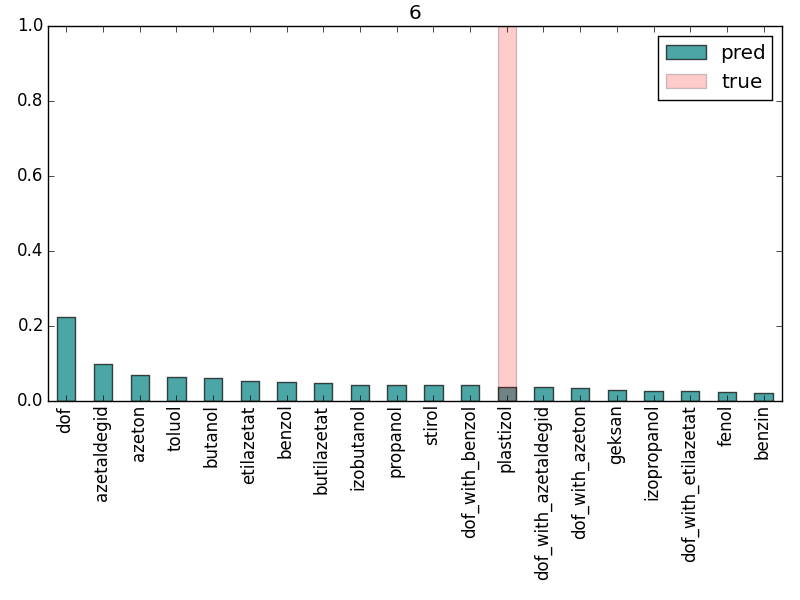 6
1.0
0.8
0.6
0.4
0.2
0.0
pred
true
dof
azetaldegid
azeton
toluol
butanol
etilazetat
benzol
butilazetat
izobutanol
propanol
stirol
dof_with_benzol
plastizol
dof_with_azetaldegid
dof_with_azeton
geksan
izopropanol
dof_with_etilazetat
fenol
benzin